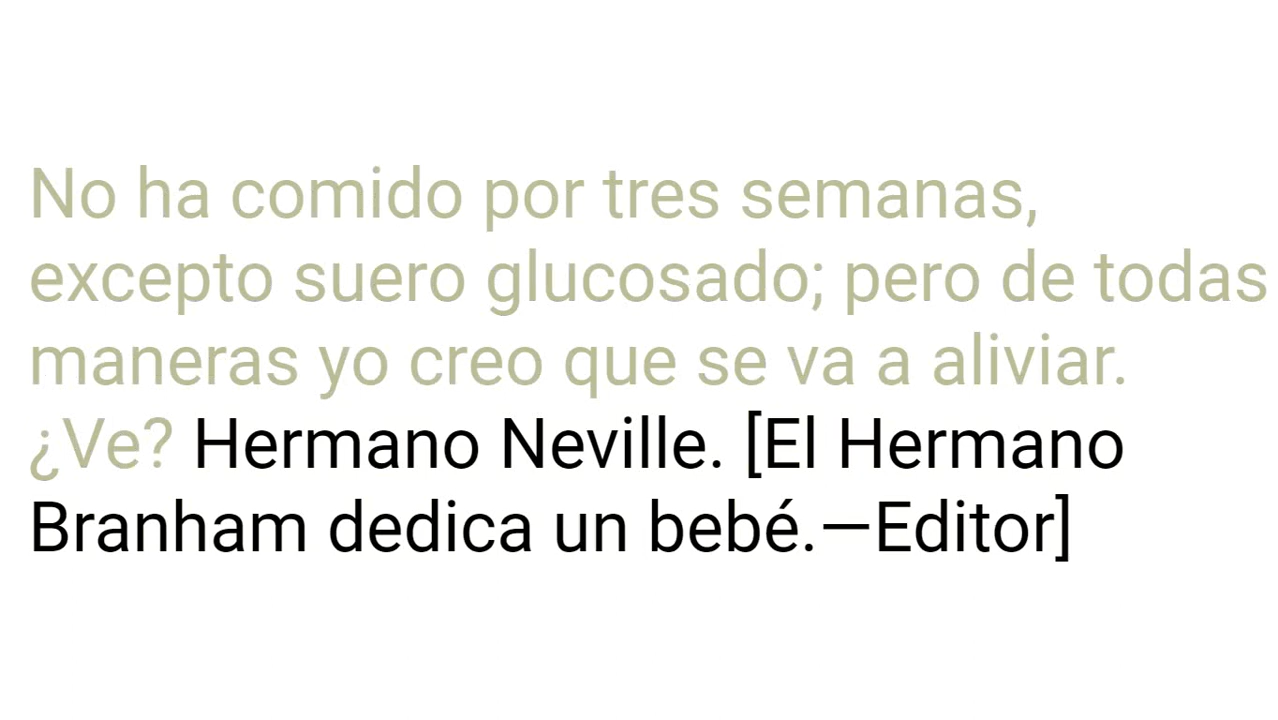 No ha comido por tres semanas,
excepto suero glucosado; pero de todas
maneras yo creo que se va a aliviar.
¿Ve? Hermano Neville. [El Hermano
Branham dedica un bebé.—Editor]